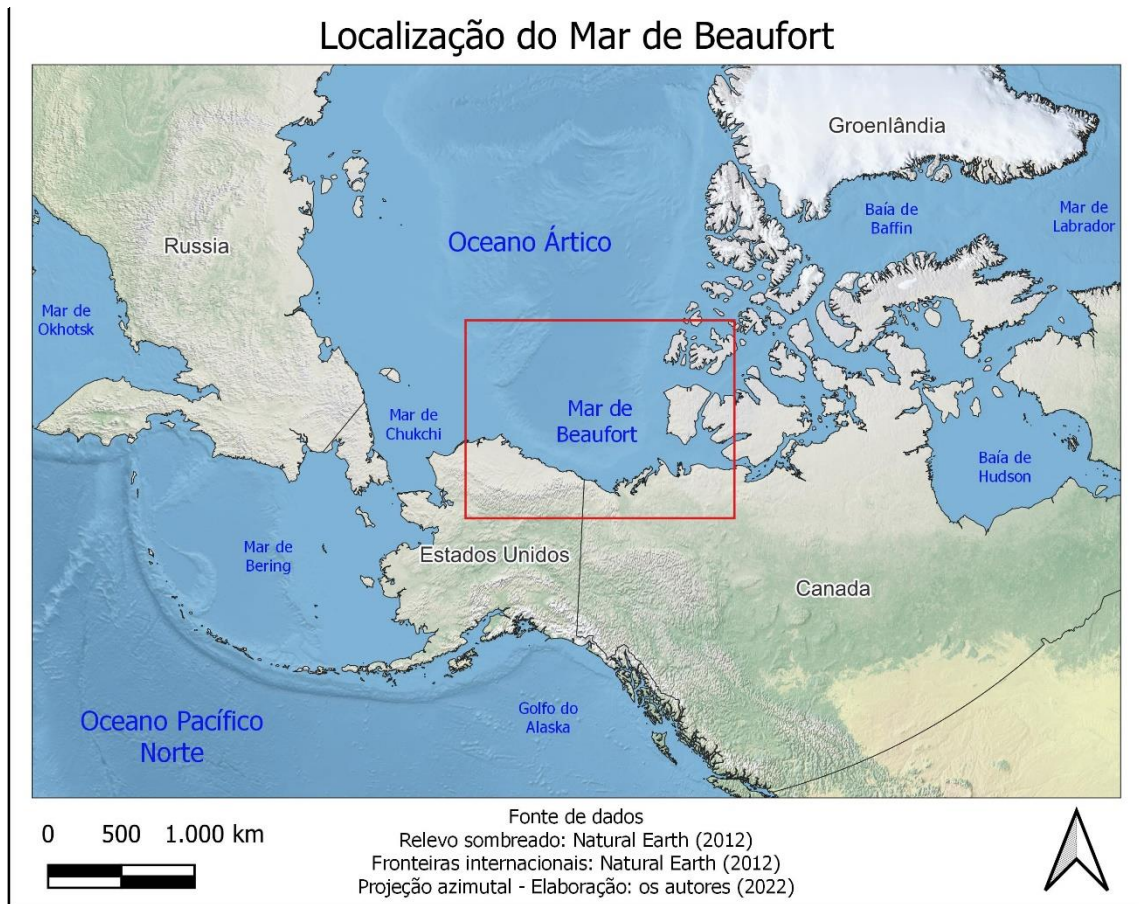 Localização do Mar de Beaufort
Groenlândia
Baía de
Baffin
Mar de
Labrador
Russia
Oceano Ártico
Mar de
Okhotsk
Mar de
Chukchi
Mar de
Beaufort
Baía de
Hudson
Mar de
Bering
Estados Unidos
Canada
Golfo do
Alaska
Oceano Pacífico
Norte
0 500 1.000 km
Fonte de dados
Relevo sombreado: Natural Earth (2012)
Fronteiras internacionais: Natural Earth (2012)
Projeção azimutal - Elaboração: os autores (2022)